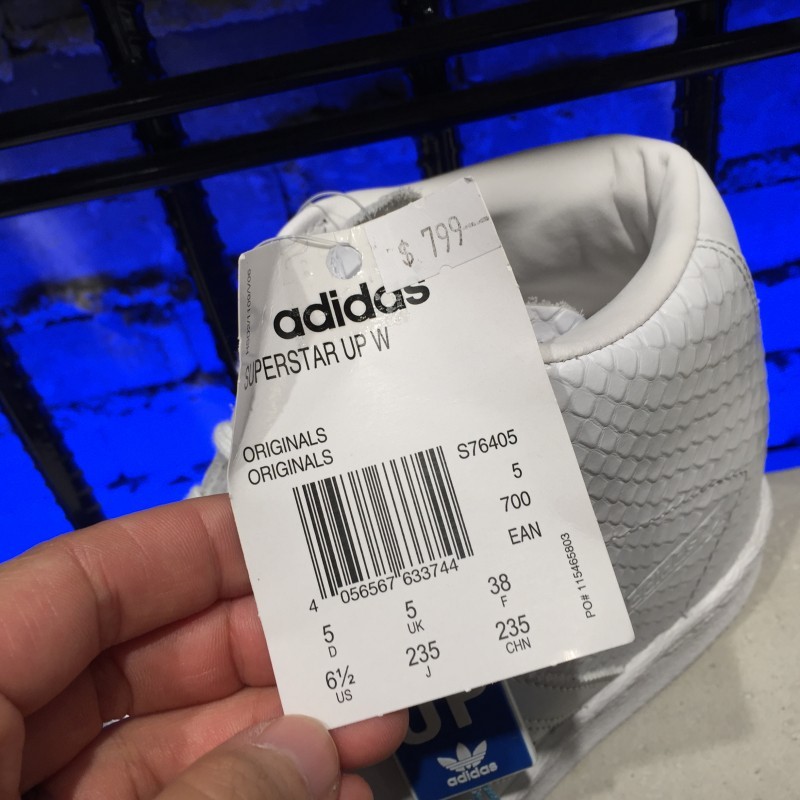 $ 799
adidas
SUPERSTAR UP W
ORIGINALS
ORIGINALS
S76405
5
700
EAN
4 056567 633744
5
D
5
UK
38
F
6½
US
235
J
235
CHN
PO# 115465803
UP
adidas